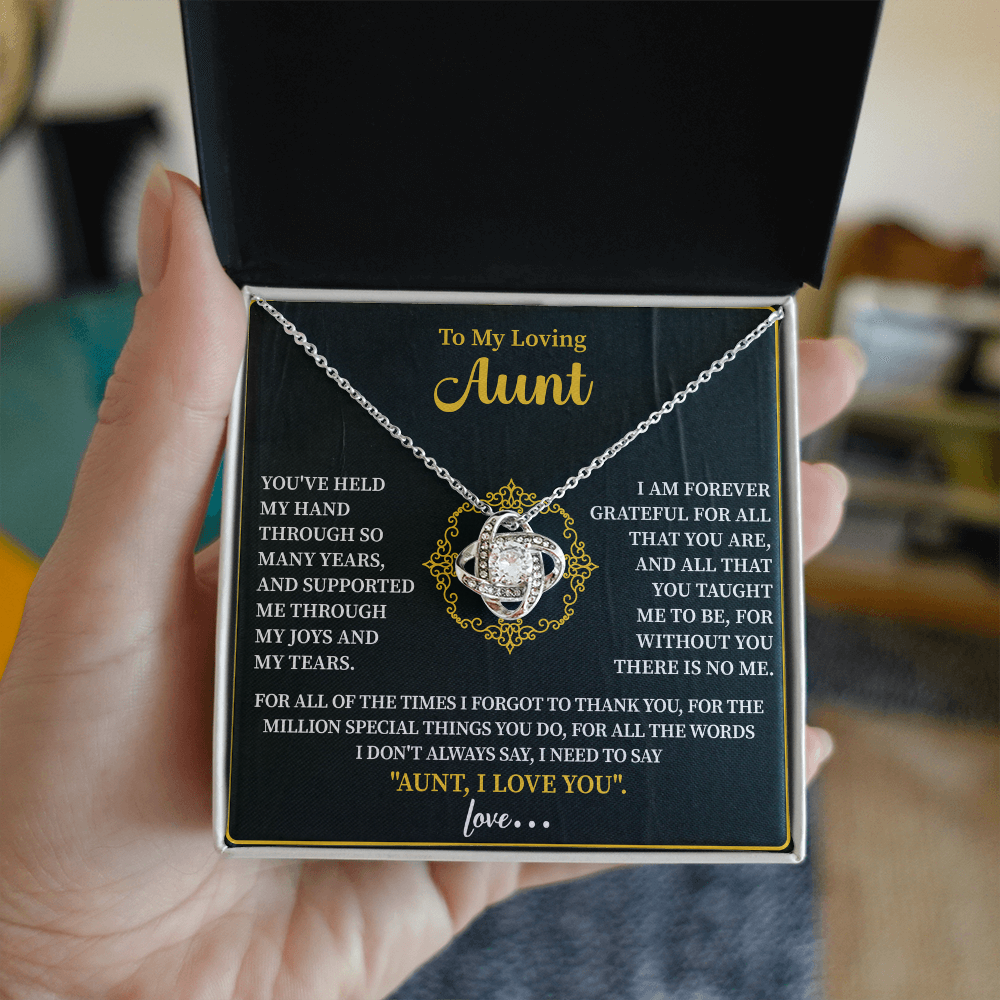 To My Loving
Aunt
YOU'VE HELD
MY HAND
THROUGH SO
MANY YEARS,
AND SUPPORTED
ME THROUGH
MY JOYS AND
MY TEARS.
I AM FOREVER
GRATEFUL FOR ALL
THAT YOU ARE,
AND ALL THAT
YOU TAUGHT
ME TO BE, FOR
WITHOUT YOU
THERE IS NO ME.
FOR ALL OF THE TIMES I FORGOT TO THANK YOU, FOR THE
MILLION SPECIAL THINGS YOU DO, FOR ALL THE WORDS
I DON'T ALWAYS SAY, I NEED TO SAY
"AUNT, I LOVE YOU".
love...